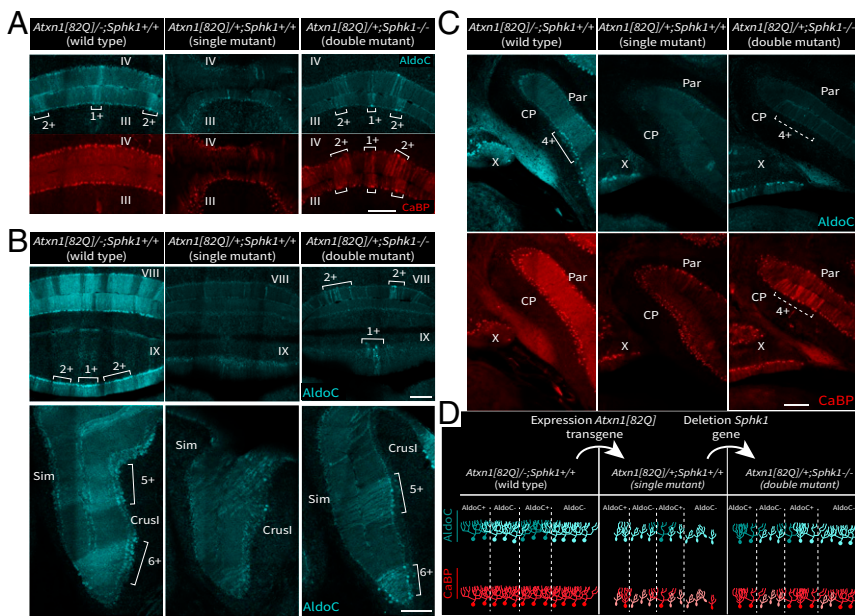 A
Atxn1[82Q]/-;Sphk1+/+
(wild type)
Atxn1[82Q]/+;Sphk1+/+
(single mutant)
Atxn1[82Q]/+;Sphk1-/-
(double mutant)
IV
IV
IV
AldoC
2+
1+
2+
III
III
2+
1+
2+
III
IV
IV
IV
2+
1+
2+
III
III
III
CaBP
B
Atxn1[82Q]/-;Sphk1+/+
(wild type)
Atxn1[82Q]/+;Sphk1+/+
(single mutant)
Atxn1[82Q]/+;Sphk1-/-
(double mutant)
VIII
VIII
2+
2+
VIII
IX
IX
1+
IX
2+
1+
2+
AldoC
Sim
5+
CrusI
6+
Sim
CrusI
CrusI
Sim
5+
6+
AldoC
C
Atxn1[82Q]/-;Sphk1+/+
(wild type)
Atxn1[82Q]/+;Sphk1+/+
(single mutant)
Atxn1[82Q]/+;Sphk1-/-
(double mutant)
Par
CP
4+
X
Par
CP
X
Par
CP
4+
X
AldoC
Par
CP
X
Par
CP
X
Par
CP
4+
X
CaBP
D
Expression Atxn1[82Q]
transgene
Deletion Sphk1
gene
Atxn1[82Q]/-;Sphk1+/+
(wild type)
Atxn1[82Q]/+;Sphk1+/+
(single mutant)
Atxn1[82Q]/+;Sphk1-/-
(double mutant)
AldoC+ AldoC- AldoC+ AldoC-
AldoC+ AldoC- AldoC+ AldoC-
AldoC+ AldoC- AldoC+ AldoC-
AldoC
CaBP